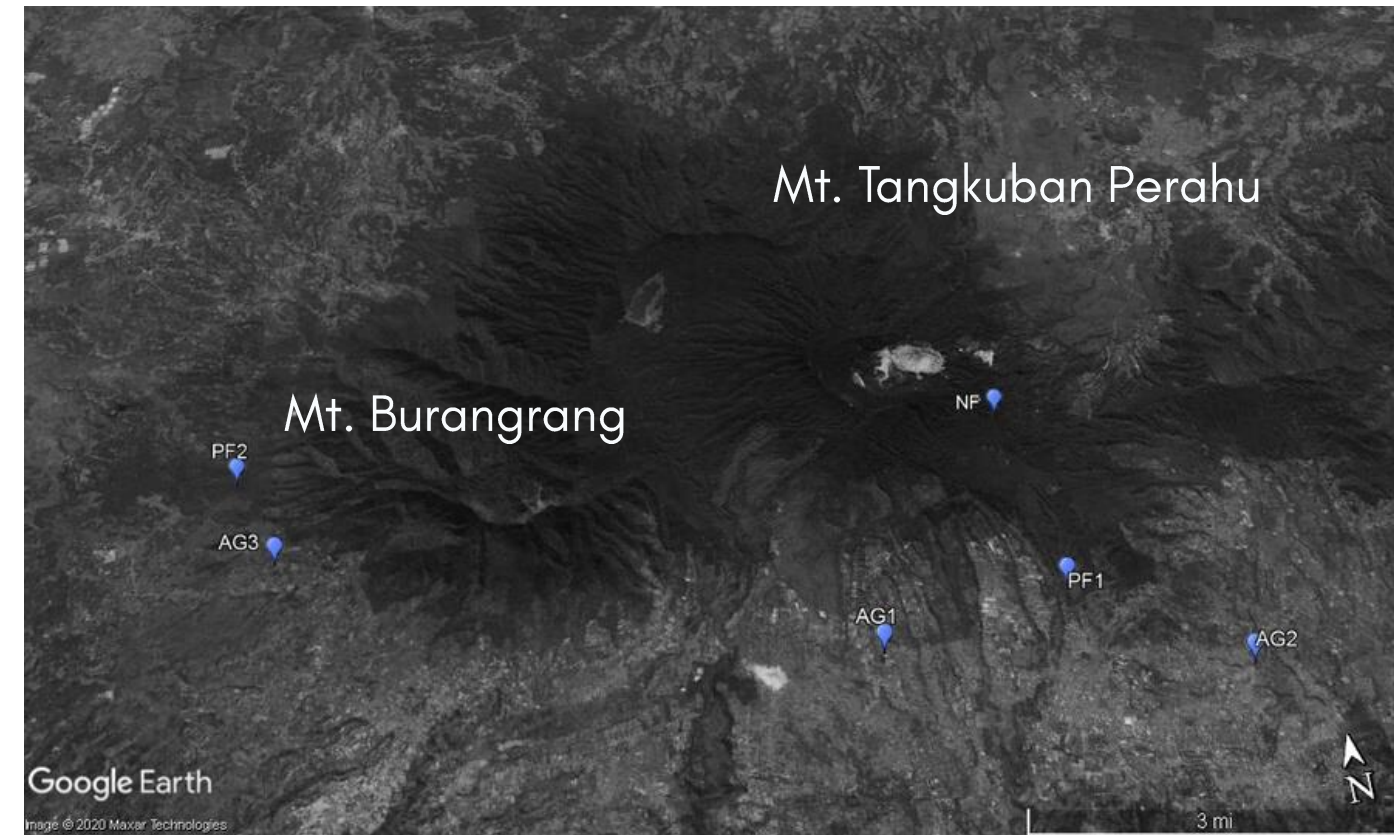 Mt. Tangkuban Perahu
NF
Mt. Burangrang
PF2
AG3
PF1
AG1
AG2
Google Earth
Image © 2020 Maxar Technologies
N
3 mi